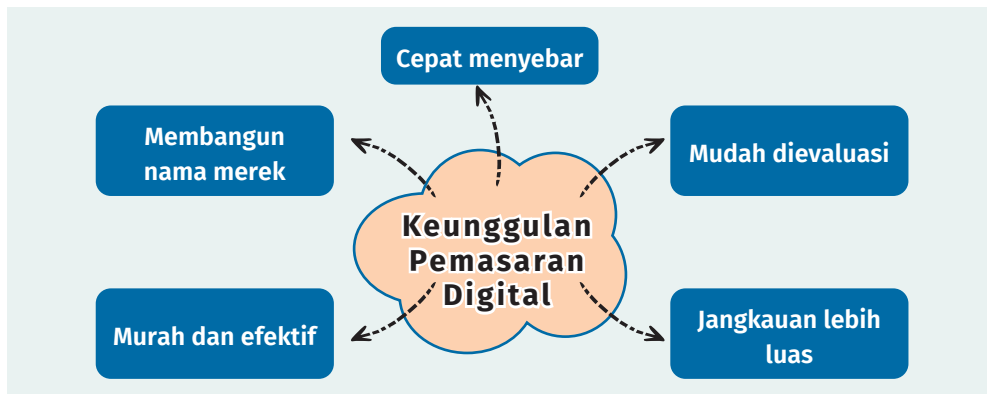 Cepat menyebar
Membangun
nama merek
Mudah dievaluasi
Keunggulan
Pemasaran
Digital
Murah dan efektif
Jangkauan lebih
luas